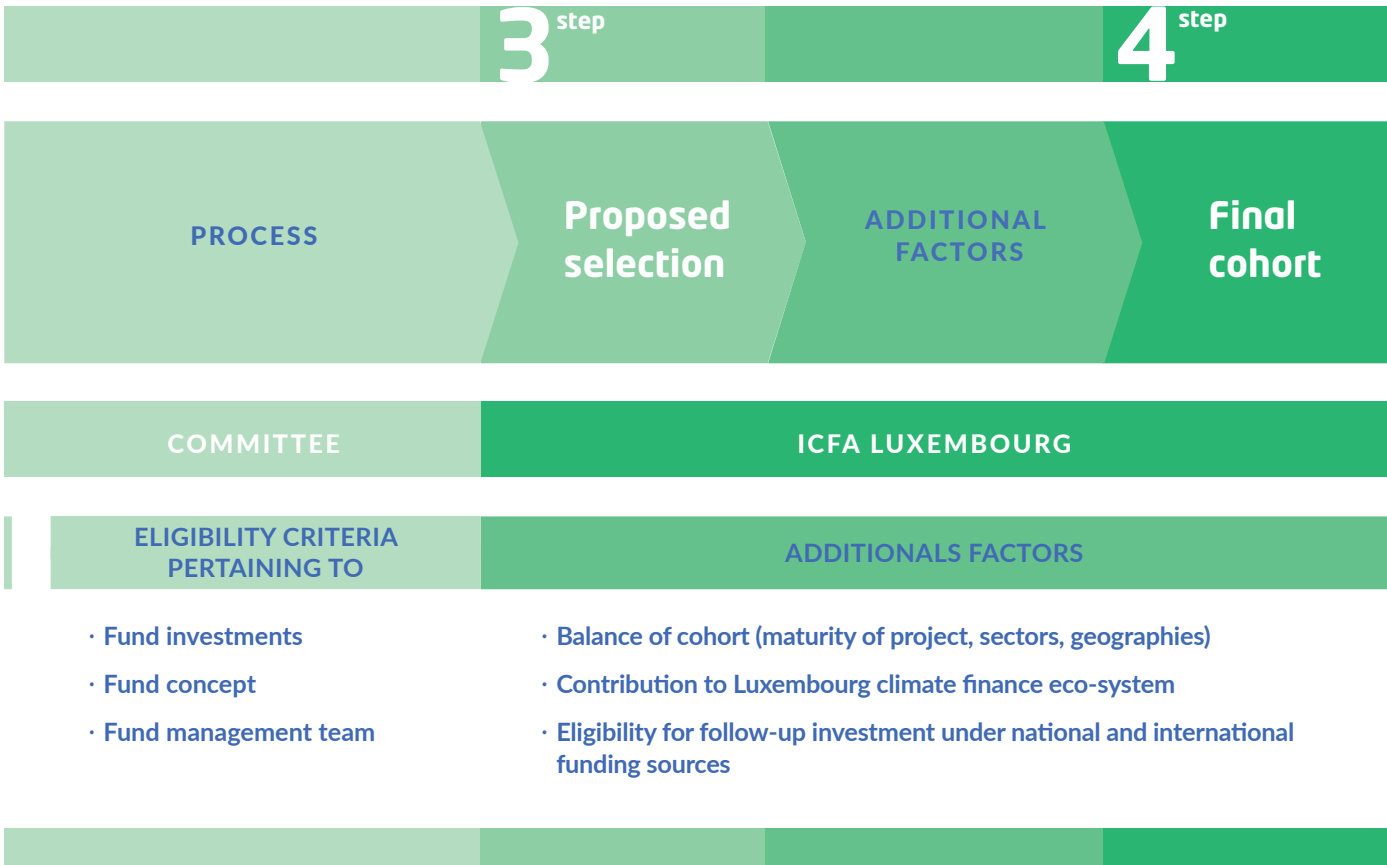 3 step
4 step
PROCESS
Proposed
selection
ADDITIONAL
FACTORS
Final
cohort
COMMITTEE
ICFA LUXEMBOURG
ELIGIBILITY CRITERIA
PERTAINING TO
ADDITIONALS FACTORS
· Fund investments
· Fund concept
· Fund management team
· Balance of cohort (maturity of project, sectors, geographies)
· Contribution to Luxembourg climate finance eco-system
· Eligibility for follow-up investment under national and international
funding sources